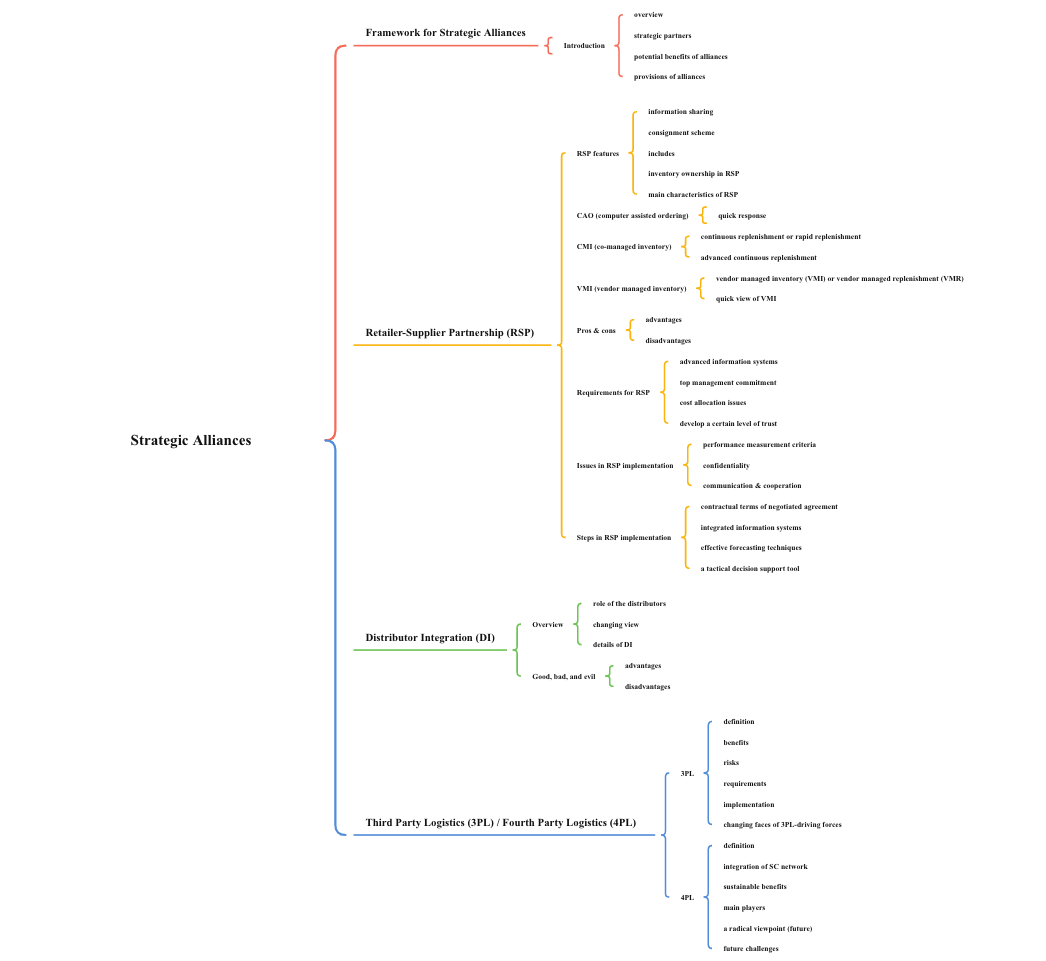 Strategic Alliances
Framework for Strategic Alliances
Introduction
overview
strategic partners
potential benefits of alliances
provisions of alliances
Retailer-Supplier Partnership (RSP)
RSP features
information sharing
consignment scheme
includes
inventory ownership in RSP
main characteristics of RSP
CAO (computer assisted ordering)
quick response
CMI (co-managed inventory)
continuous replenishment or rapid replenishment
advanced continuous replenishment
VMI (vendor managed inventory)
vendor managed inventory (VMI) or vendor managed replenishment (VMR)
quick view of VMI
Pros & cons
advantages
disadvantages
Requirements for RSP
advanced information systems
top management commitment
cost allocation issues
develop a certain level of trust
Issues in RSP implementation
performance measurement criteria
confidentiality
communication & cooperation
Steps in RSP implementation
contractual terms of negotiated agreement
integrated information systems
effective forecasting techniques
a tactical decision support tool
Distributor Integration (DI)
Overview
role of the distributors
changing view
details of DI
Good, bad, and evil
advantages
disadvantages
Third Party Logistics (3PL) / Fourth Party Logistics (4PL)
3PL
definition
benefits
risks
requirements
implementation
changing faces of 3PL-driving forces
4PL
definition
integration of SC network
sustainable benefits
main players
a radical viewpoint (future)
future challenges